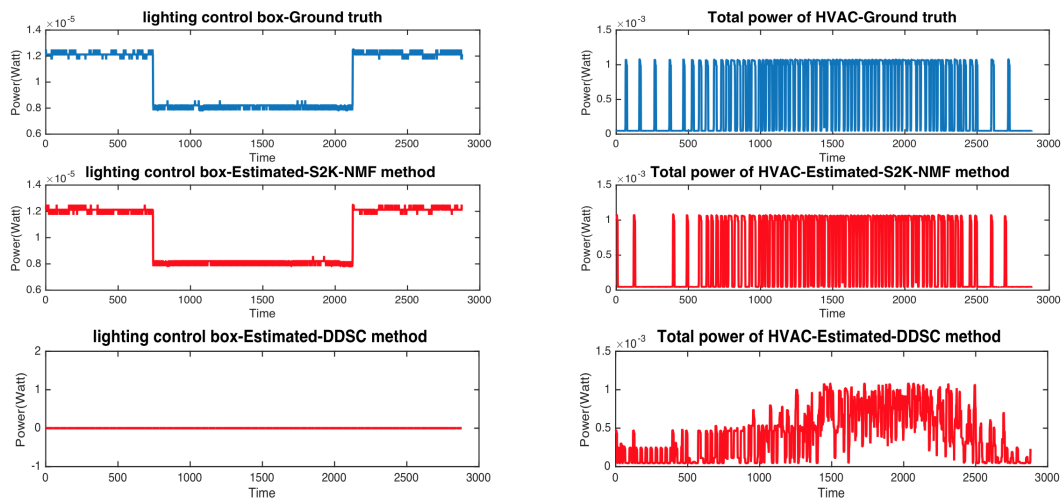 lighting control box-Ground truth
×10⁻⁵
1.4
1.2
1
0.8
0.6
Power(Watt)
0 500 1000 1500 2000 2500 3000
Time
Total power of HVAC-Ground truth
×10⁻³
1.5
1
0.5
0
Power(Watt)
0 500 1000 1500 2000 2500 3000
Time
lighting control box-Estimated-S2K-NMF method
×10⁻⁵
1.4
1.2
1
0.8
0.6
Power(Watt)
0 500 1000 1500 2000 2500 3000
Time
Total power of HVAC-Estimated-S2K-NMF method
×10⁻³
1.5
1
0.5
0
Power(Watt)
0 500 1000 1500 2000 2500 3000
Time
lighting control box-Estimated-DDSC method
2
1
0
-1
Power(Watt)
0 500 1000 1500 2000 2500 3000
Time
Total power of HVAC-Estimated-DDSC method
×10⁻³
1.5
1
0.5
0
Power(Watt)
0 500 1000 1500 2000 2500 3000
Time